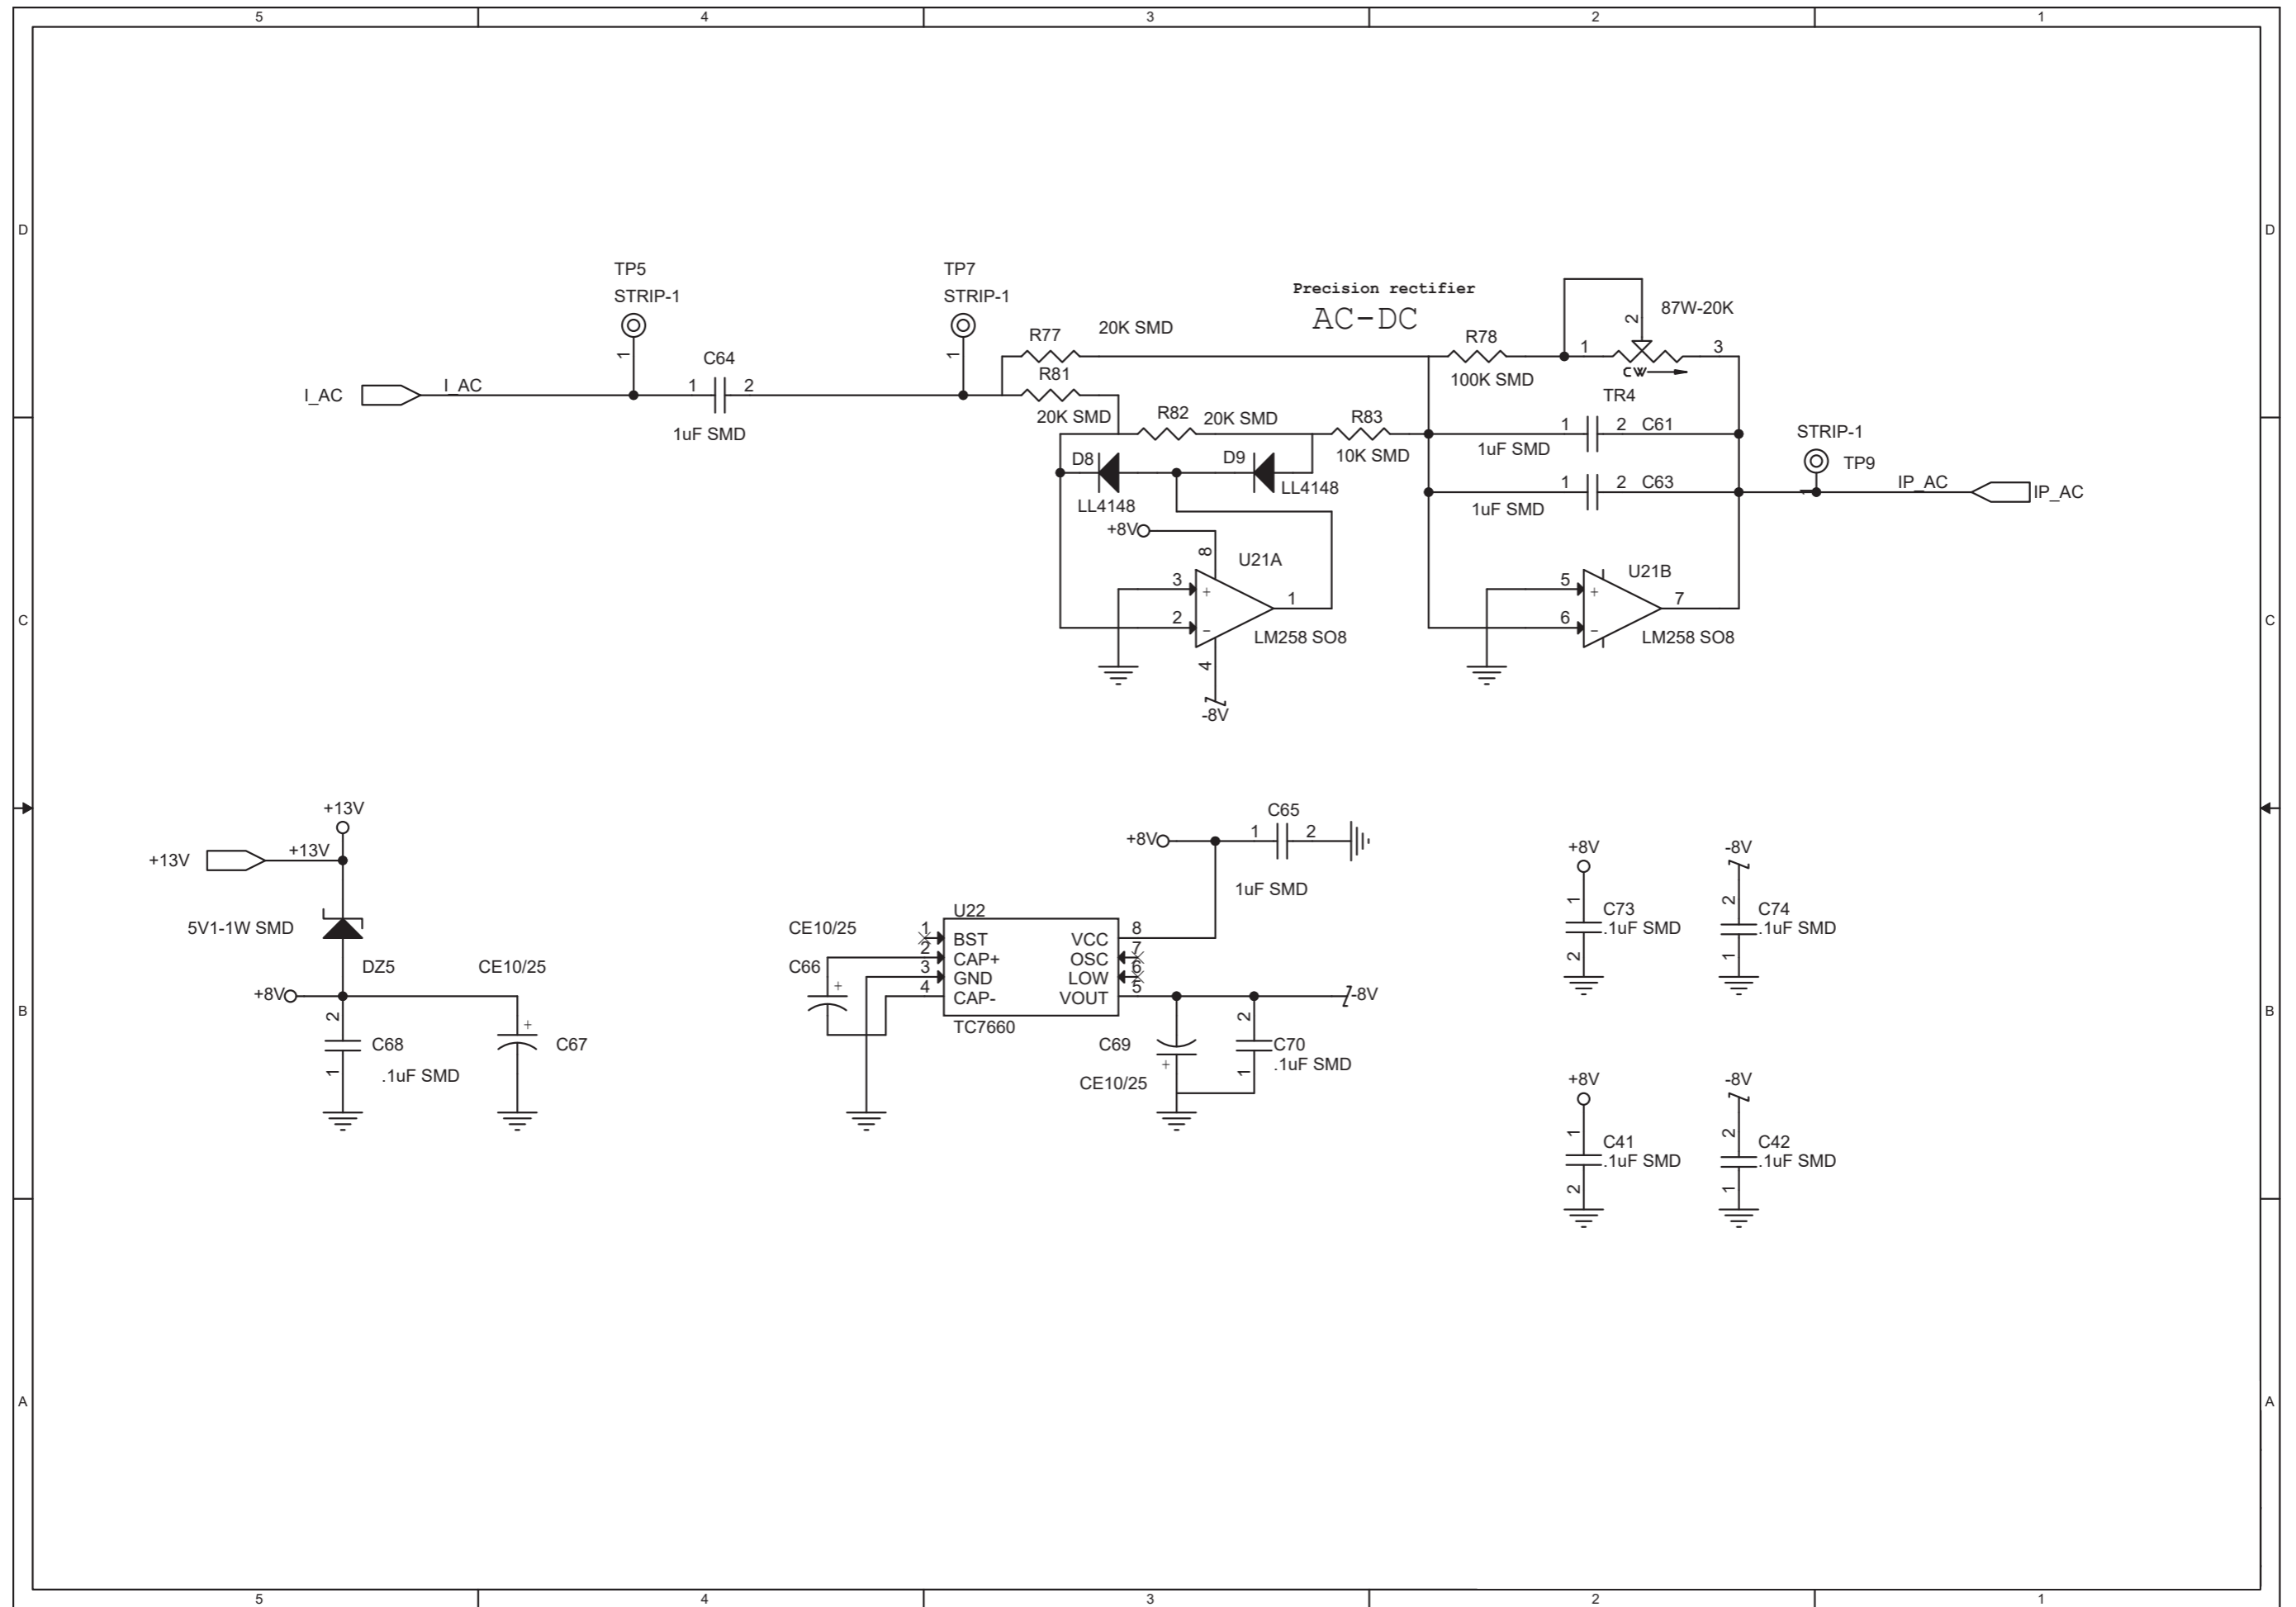 5 4 3 2 1
D D
TP5
STRIP-1
1
TP7
STRIP-1
1
Precision rectifier
AC-DC
87W-20K
R77
20K SMD
R78
100K SMD
1 2 3
CW
TR4
C64
1 2
1uF SMD
I_AC
I_AC
R81
20K SMD
R82
20K SMD
R83
10K SMD
1 2 C61
1uF SMD
1 2 C63
1uF SMD
STRIP-1
TP9
1
IP_AC
IP_AC
D8
LL4148
D9
LL4148
+8V
8
U21A
3
+
2
-
1
4
LM258 SO8
-8V
U21B
5
+
6
-
7
LM258 SO8
C C
+13V
+13V
+13V
5V1-1W SMD
DZ5
CE10/25
+8V
2
C68
1
.1uF SMD
+
C67
+8V
C65
1 2
1uF SMD
CE10/25
C66
+
U22
1 BST
2 CAP+
3 GND
4 CAP-
VCC 8
OSC 7
LOW 6
VOUT 5
TC7660
-8V
C69
+
CE10/25
2
C70
1
.1uF SMD
+8V
1
C73
.1uF SMD
2
-8V
2
C74
.1uF SMD
1
B B
+8V
1
C41
.1uF SMD
2
-8V
2
C42
.1uF SMD
1
A A
5 4 3 2 1